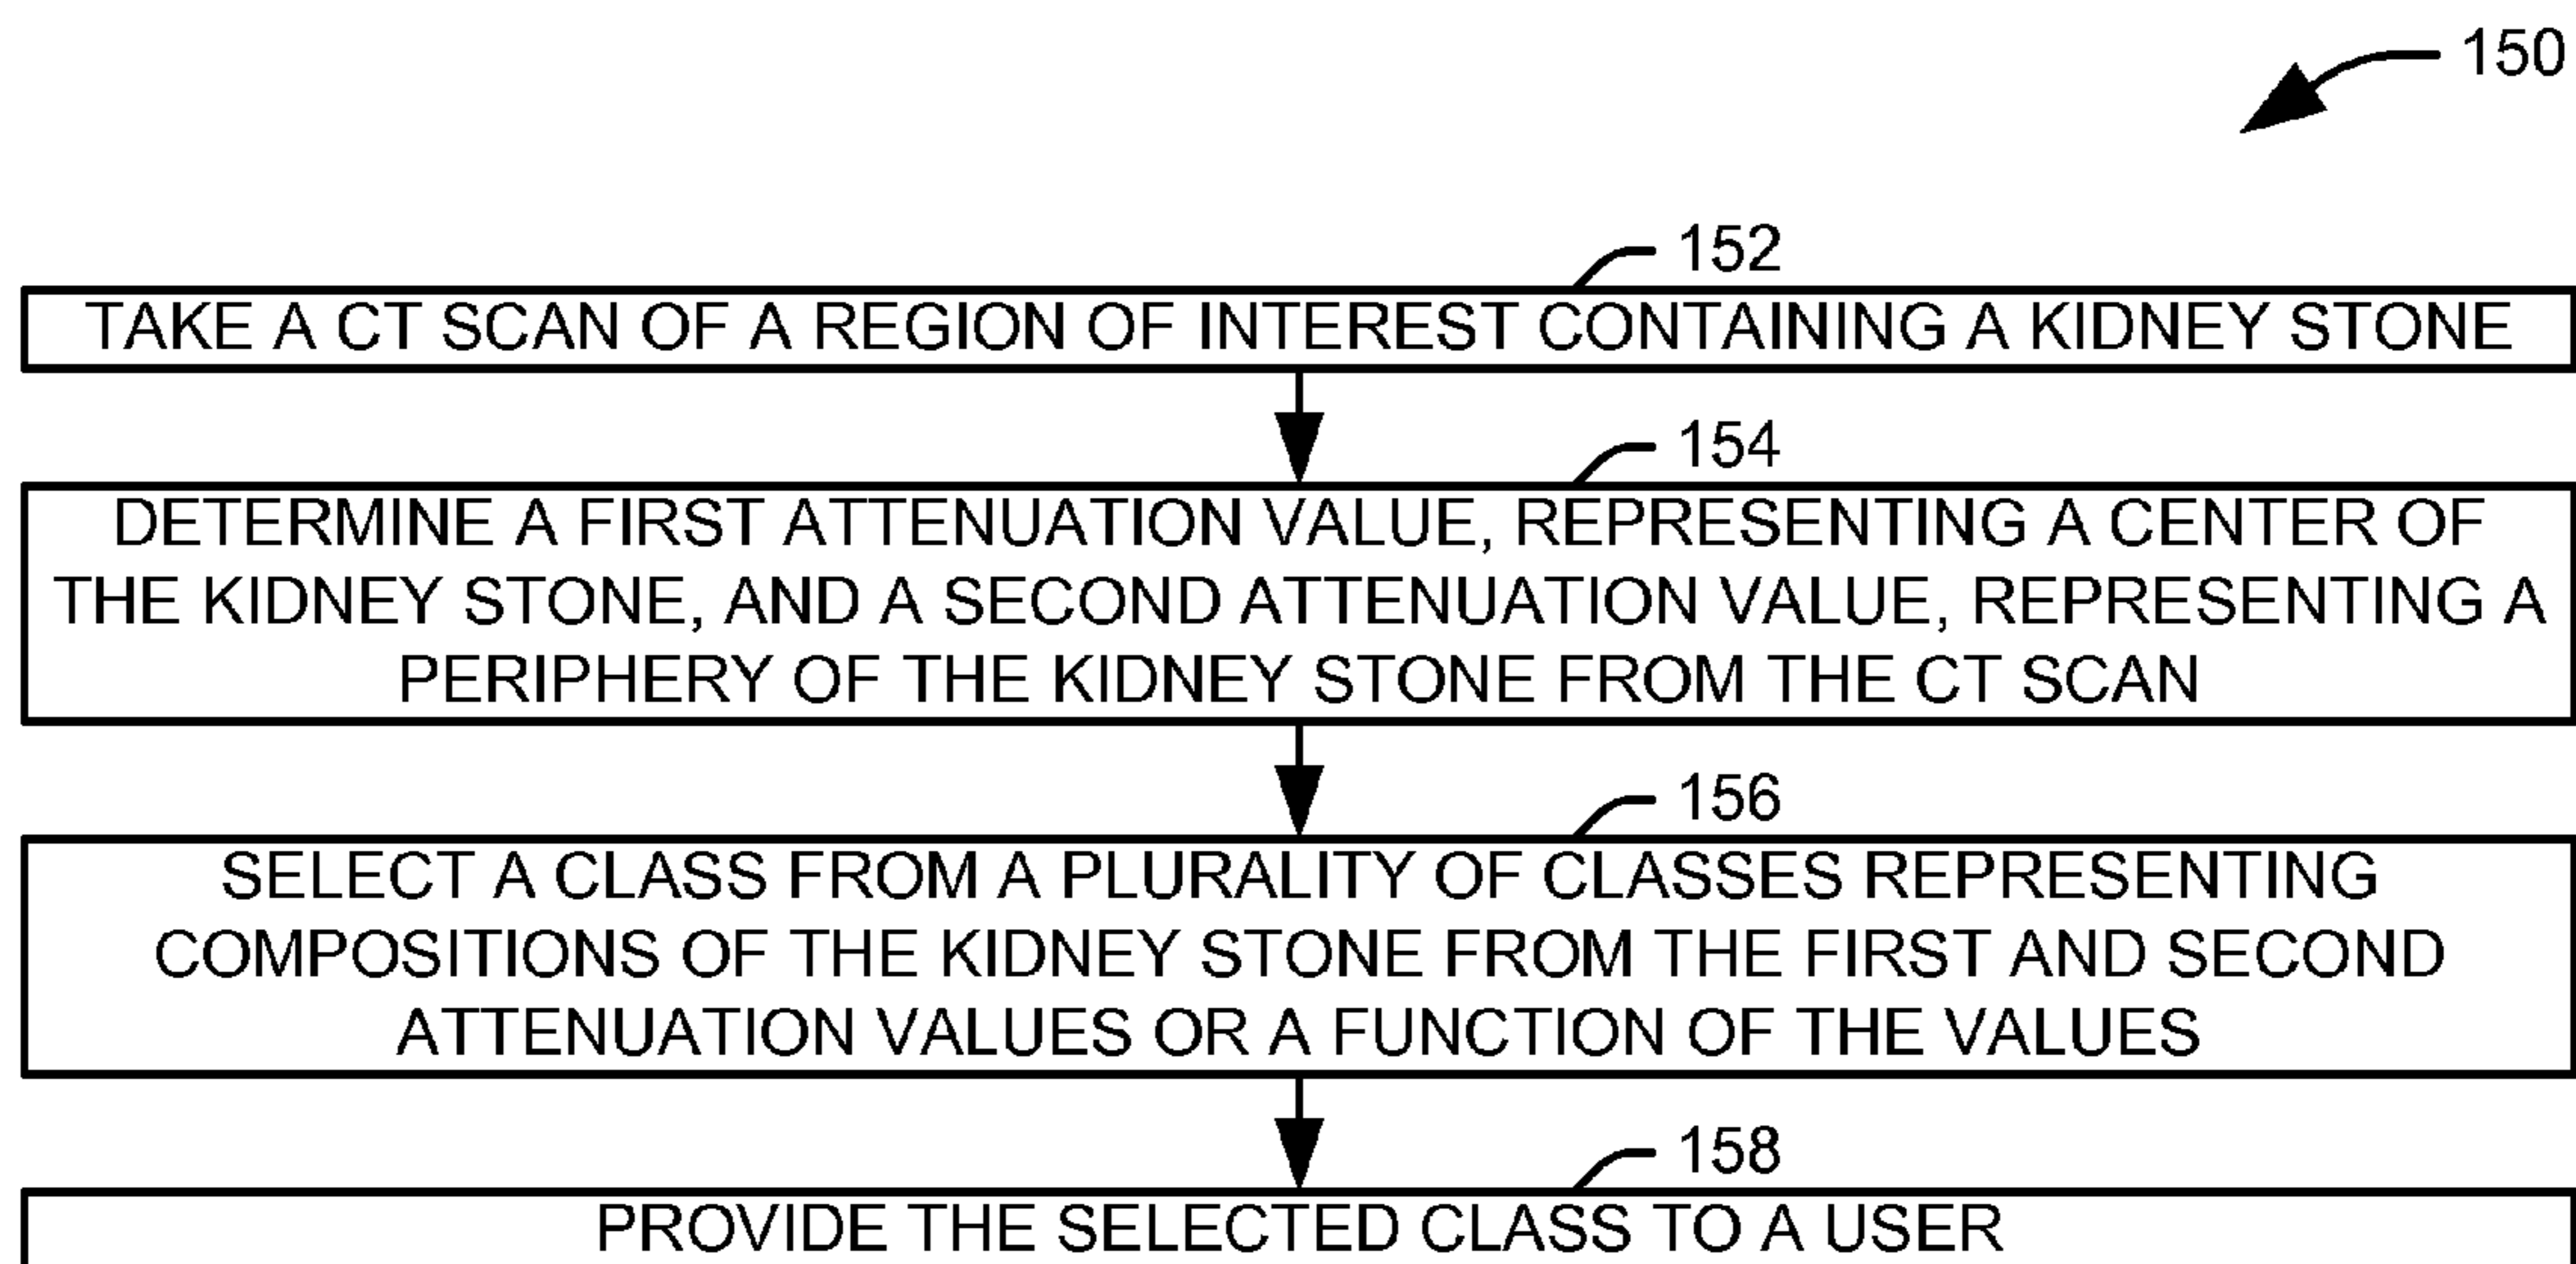 150
152
TAKE A CT SCAN OF A REGION OF INTEREST CONTAINING A KIDNEY STONE
154
DETERMINE A FIRST ATTENUATION VALUE, REPRESENTING A CENTER OF
THE KIDNEY STONE, AND A SECOND ATTENUATION VALUE, REPRESENTING A
PERIPHERY OF THE KIDNEY STONE FROM THE CT SCAN
156
SELECT A CLASS FROM A PLURALITY OF CLASSES REPRESENTING
COMPOSITIONS OF THE KIDNEY STONE FROM THE FIRST AND SECOND
ATTENUATION VALUES OR A FUNCTION OF THE VALUES
158
PROVIDE THE SELECTED CLASS TO A USER